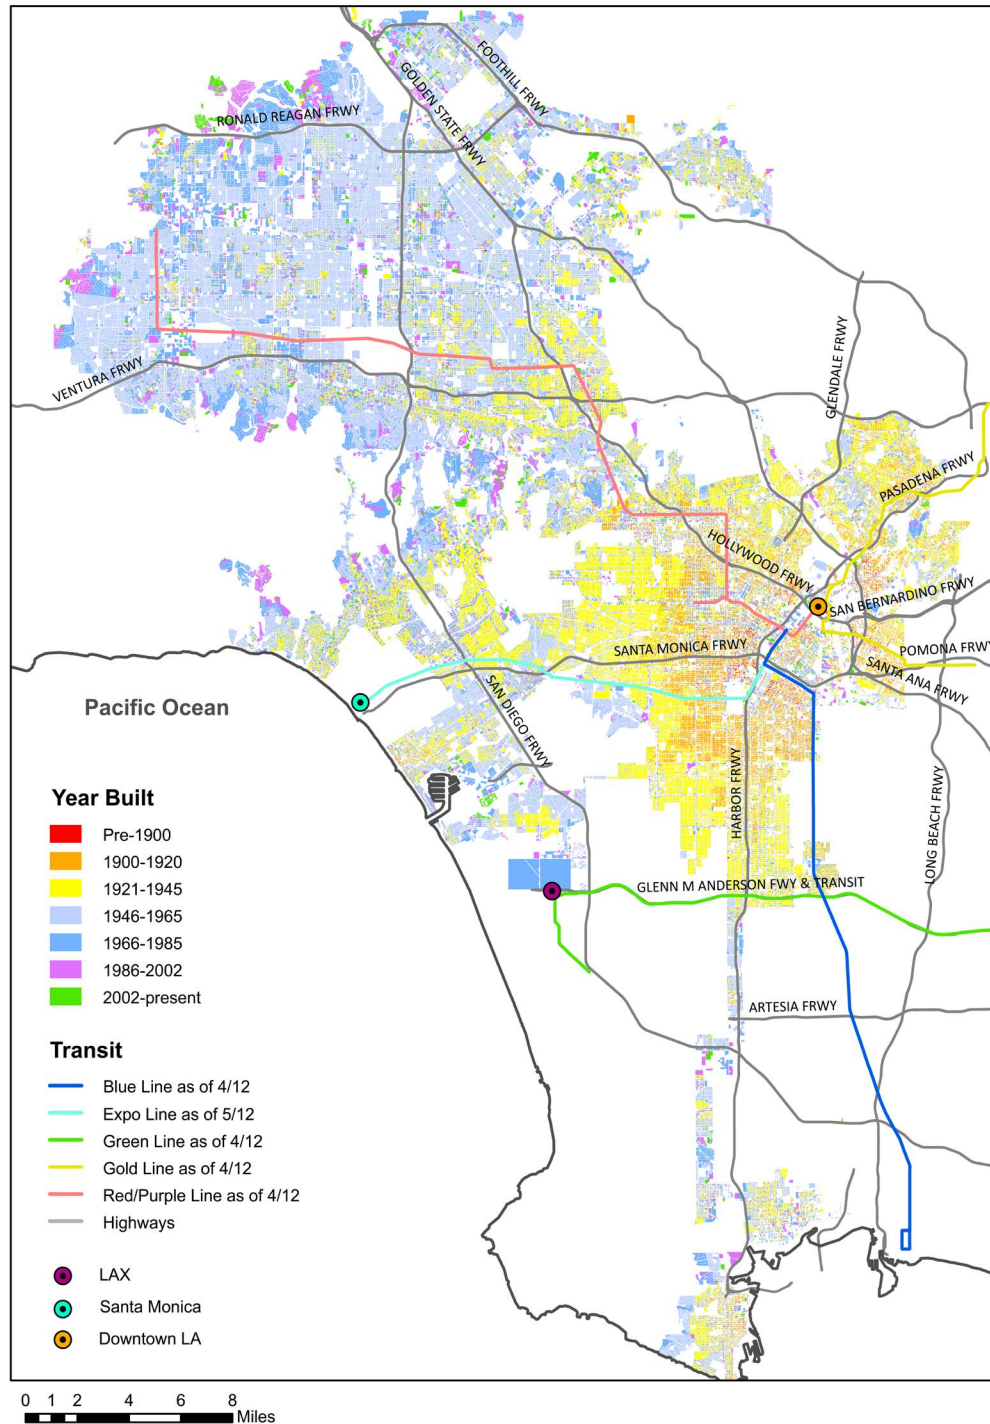 FOOTHILL FRWY
GOLDEN STATE FRWY
RONALD REAGAN FRWY
VENTURA FRWY
GLENDALE FRWY
PASADENA FRWY
HOLLYWOOD FRWY
SAN BERNARDINO FRWY
SANTA MONICA FRWY
POMONA FRWY
SANTA ANA FRWY
SAN DIEGO FRWY
Pacific Ocean
HARBOR FRWY
LONG BEACH FRWY
GLENN M ANDERSON FWY & TRANSIT
ARTESIA FRWY
Year Built
Pre-1900
1900-1920
1921-1945
1946-1965
1966-1985
1986-2002
2002-present
Transit
Blue Line as of 4/12
Expo Line as of 5/12
Green Line as of 4/12
Gold Line as of 4/12
Red/Purple Line as of 4/12
Highways
LAX
Santa Monica
Downtown LA
0 1 2 4 6 8
Miles